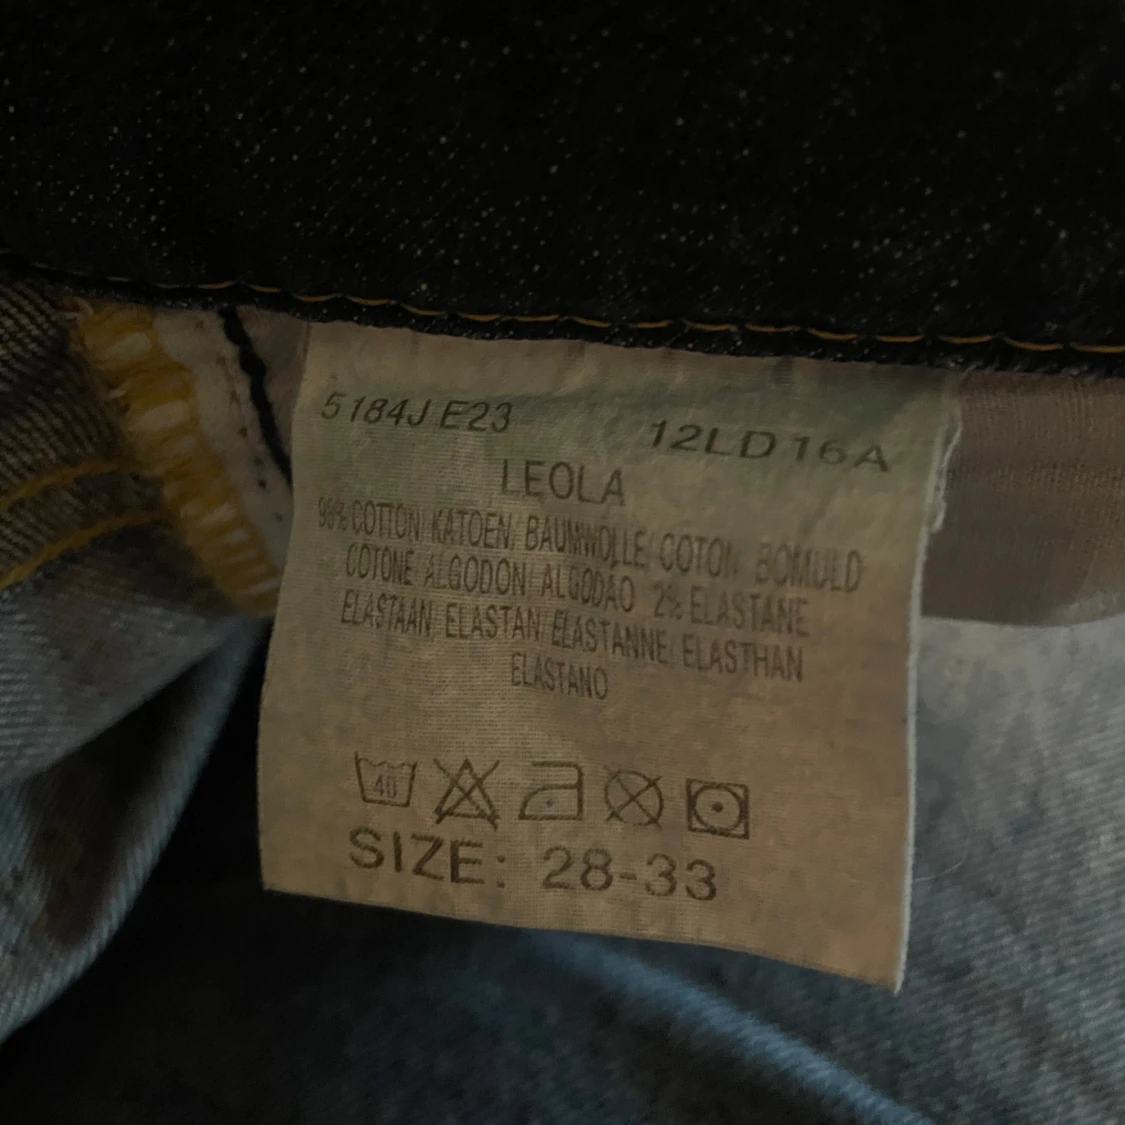 5184J E23 12LD16A
LEOLA
98% COTTON/ KATOEN/ BAUMWOLLE/ COTON/ BOMULD
COTONE/ ALGODON/ ALGODAO 2% ELASTANE
ELASTAAN/ ELASTAN/ ELASTANNE/ ELASTHAN
ELASTANO
40
SIZE: 28-33